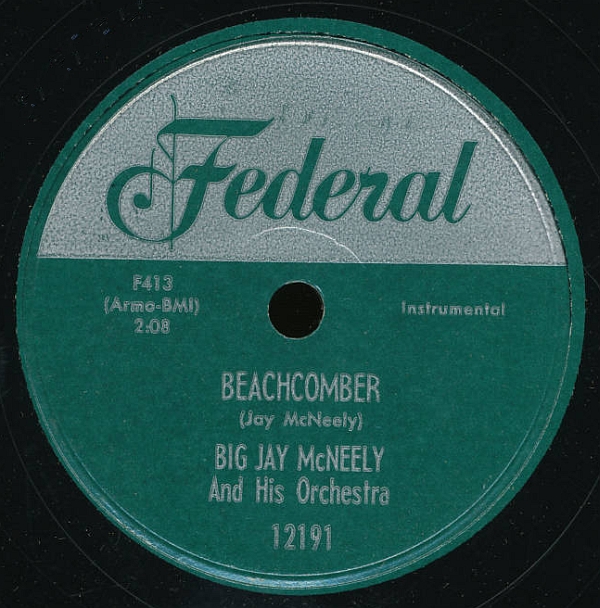 Federal
F413
(Armo-BMI)
2:08
Instrumental
BEACHCOMBER
(Jay McNeely)
BIG JAY McNEELY
And His Orchestra
12191